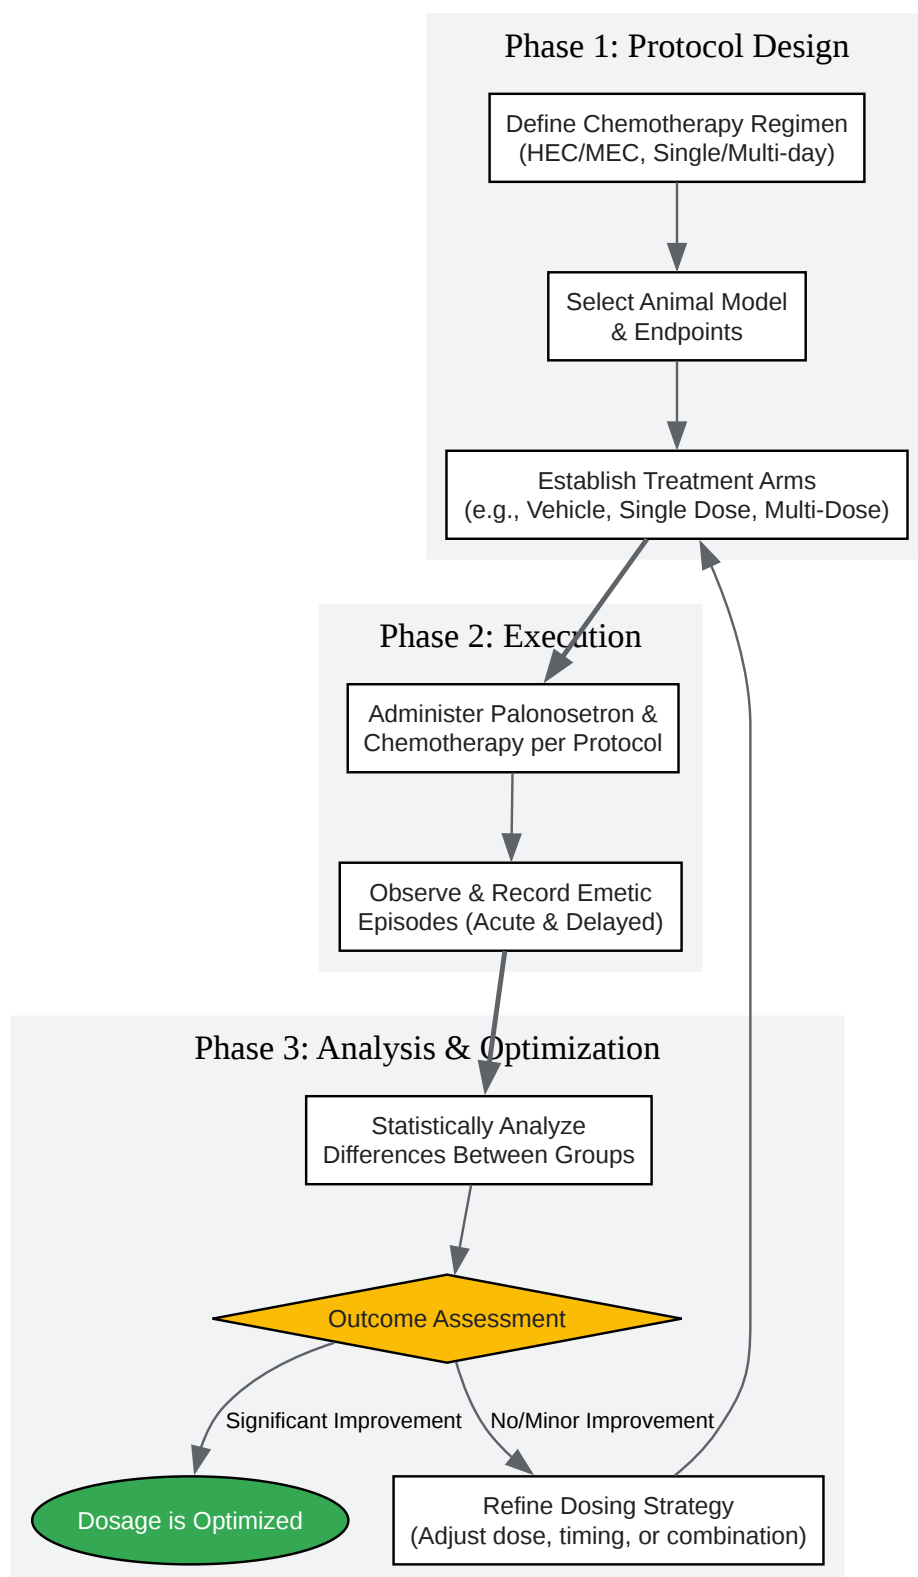 Phase 1: Protocol Design
Define Chemotherapy Regimen
(HEC/MEC, Single/Multi-day)
Select Animal Model
& Endpoints
Establish Treatment Arms
(e.g., Vehicle, Single Dose, Multi-Dose)
Phase 2: Execution
Administer Palonosetron &
Chemotherapy per Protocol
Observe & Record Emetic
Episodes (Acute & Delayed)
Phase 3: Analysis & Optimization
Statistically Analyze
Differences Between Groups
Outcome Assessment
Significant Improvement
No/Minor Improvement
Dosage is Optimized
Refine Dosing Strategy
(Adjust dose, timing, or combination)